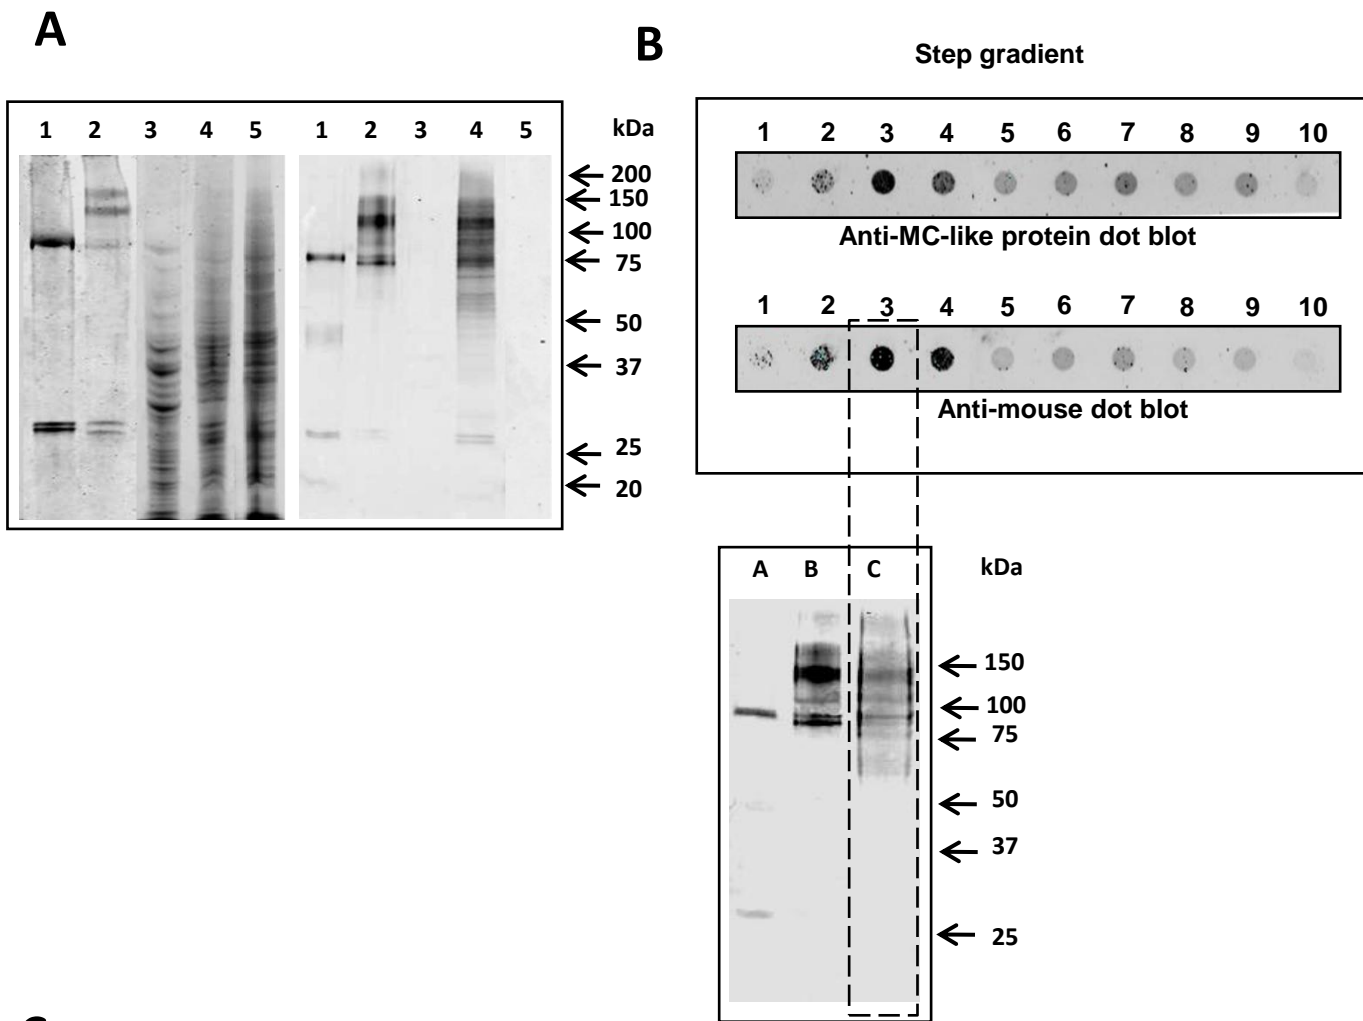 A
B
Step gradient
1 2 3 4 5 1 2 3 4 5 kDa
200
150
100
75
50
37
25
20
1 2 3 4 5 6 7 8 9 10
Anti-MC-like protein dot blot
1 2 3 4 5 6 7 8 9 10
Anti-mouse dot blot
A B C kDa
150
100
75
50
37
25